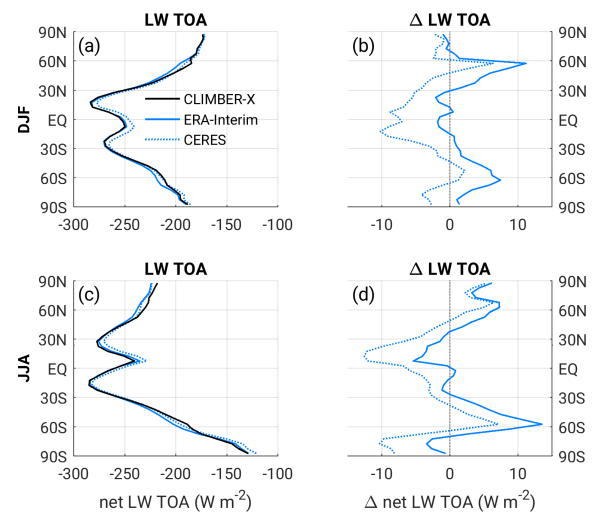 LW TOA
Δ LW TOA
90N
(a)
(b)
90N
60N
60N
30N
30N
CLIMBER-X
DJF
EQ
ERA-Interim
EQ
30S
CERES
30S
60S
60S
90S
90S
-300
-250
-200
-150
-100
-10
0
10
LW TOA
Δ LW TOA
90N
(c)
(d)
90N
60N
60N
30N
30N
JJA
EQ
EQ
30S
30S
60S
60S
90S
90S
-300
-250
-200
-150
-100
-10
0
10
net LW TOA (W m-2)
Δ net LW TOA (W m-2)